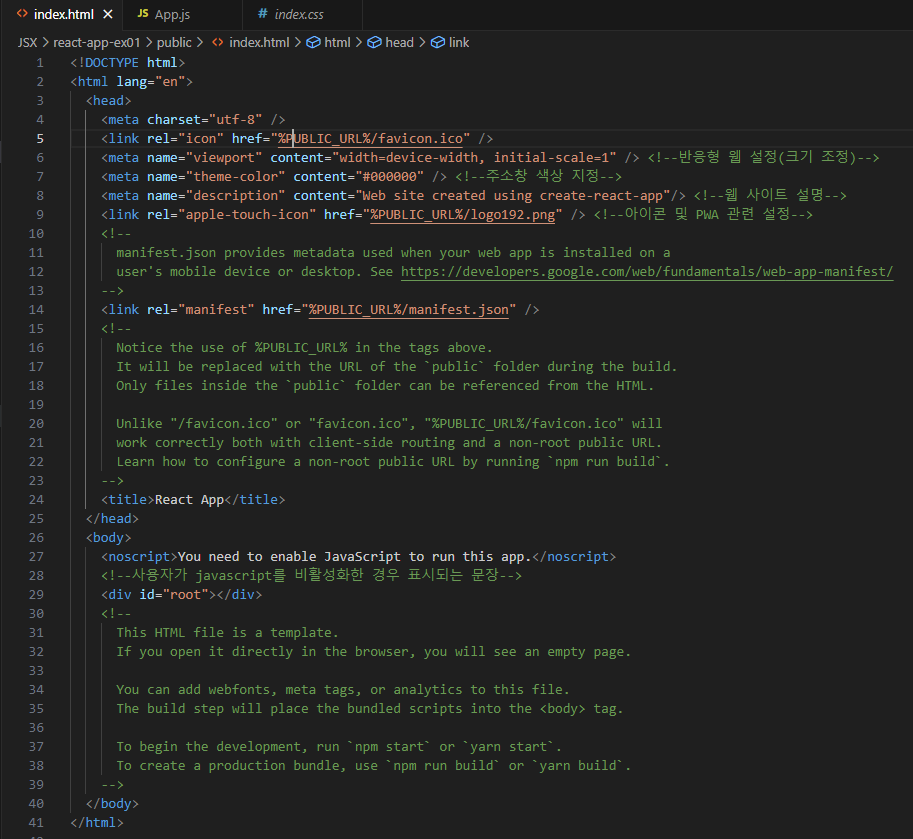 index.html
JS App.js
# index.css
JSX > react-app-ex01 > public > <> index.html > html > head > link
1 <!DOCTYPE html>
2 <html lang="en">
3 <head>
4 <meta charset="utf-8" />
5 <link rel="icon" href="%PUBLIC_URL%/favicon.ico" />
6 <meta name="viewport" content="width=device-width, initial-scale=1" /> <!--반응형 웹 설정(크기 조정)-->
7 <meta name="theme-color" content="#000000" /> <!--주소창 색상 지정-->
8 <meta name="description" content="Web site created using create-react-app"/> <!--웹 사이트 설명-->
9 <link rel="apple-touch-icon" href="%PUBLIC_URL%/logo192.png" /> <!--아이콘 및 PWA 관련 설정-->
10 <!--
11 manifest.json provides metadata used when your web app is installed on a
12 user's mobile device or desktop. See https://developers.google.com/web/fundamentals/web-app-manifest/
13 -->
14 <link rel="manifest" href="%PUBLIC_URL%/manifest.json" />
15 <!--
16 Notice the use of %PUBLIC_URL% in the tags above.
17 It will be replaced with the URL of the `public` folder during the build.
18 Only files inside the `public` folder can be referenced from the HTML.
19
20 Unlike "/favicon.ico" or "favicon.ico", "%PUBLIC_URL%/favicon.ico" will
21 work correctly both with client-side routing and a non-root public URL.
22 Learn how to configure a non-root public URL by running `npm run build`.
23 -->
24 <title>React App</title>
25 </head>
26 <body>
27 <noscript>You need to enable JavaScript to run this app.</noscript>
28 <!--사용자가 javascript를 비활성화한 경우 표시되는 문장-->
29 <div id="root"></div>
30 <!--
31 This HTML file is a template.
32 If you open it directly in the browser, you will see an empty page.
33
34 You can add webfonts, meta tags, or analytics to this file.
35 The build step will place the bundled scripts into the <body> tag.
36
37 To begin the development, run `npm start` or `yarn start`.
38 To create a production bundle, use `npm run build` or `yarn build`.
39 -->
40 </body>
41 </html>